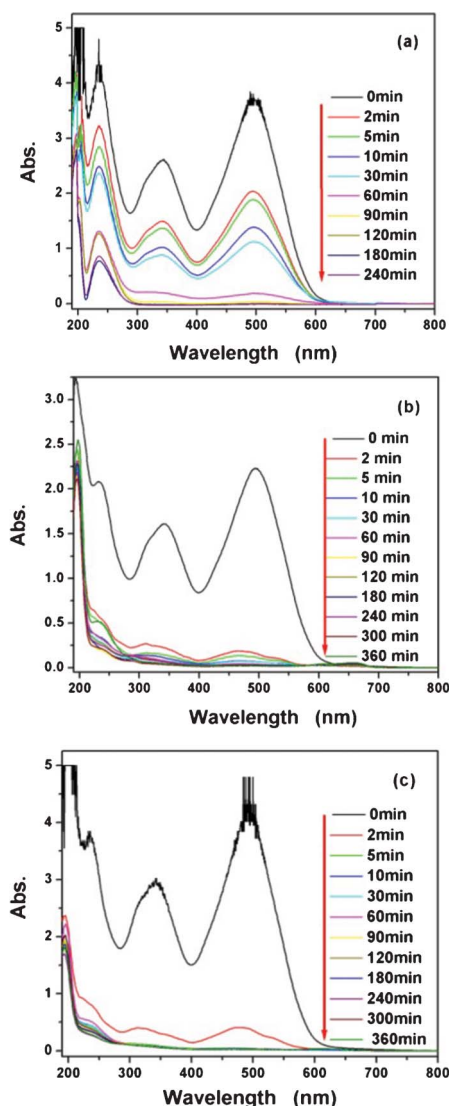 (a)
5
4
3
2
1
0
Abs.
0min
2min
5min
10min
30min
60min
90min
120min
180min
240min
200 300 400 500 600 700 800
Wavelength (nm)
(b)
3.0
2.5
2.0
1.5
1.0
0.5
0.0
Abs.
0 min
2 min
5 min
10 min
30 min
60 min
90 min
120 min
180 min
240 min
300 min
360 min
200 300 400 500 600 700 800
Wavelength (nm)
(c)
5
4
3
2
1
0
Abs.
0min
2min
5min
10min
30min
60min
90min
120min
180min
240min
300min
360min
200 300 400 500 600 700 800
Wavelength (nm)